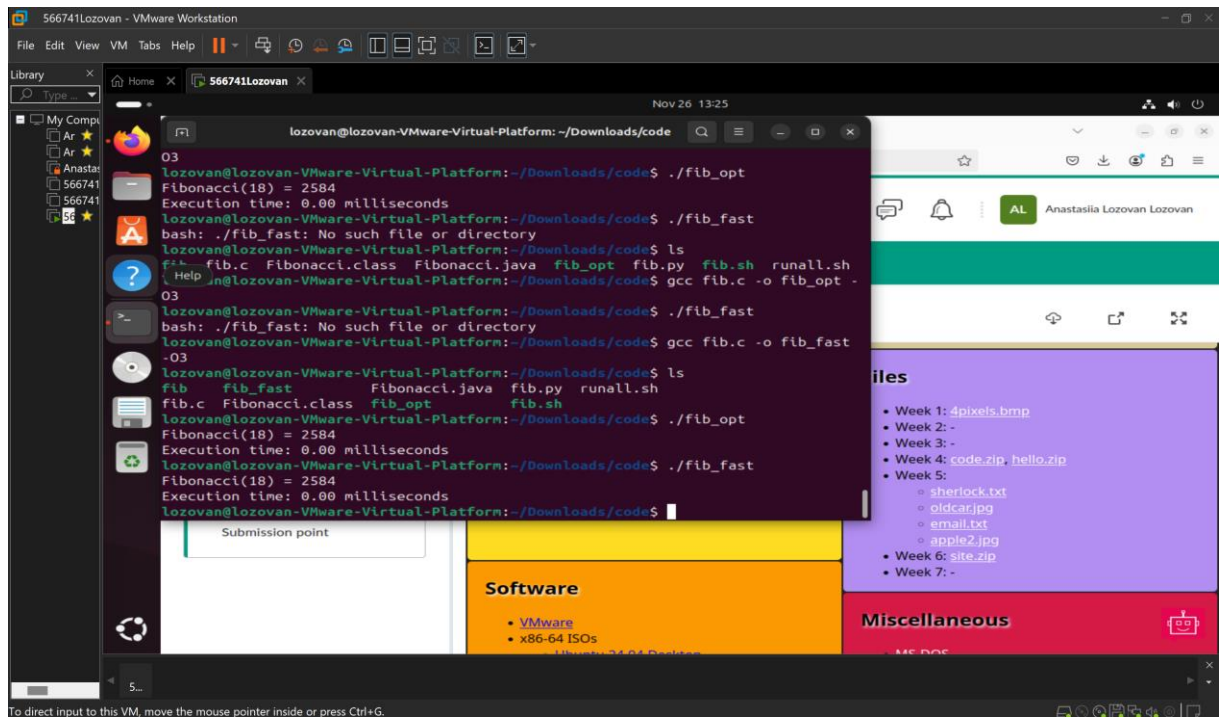 566741Lozovan - VMware Workstation
File Edit View VM Tabs Help
Library
Home
566741Lozovan
Type ...
My Compu
Ar
Ar
Anastas
566741
566741
56
Nov 26 13:25
lozovan@lozovan-VMware-Virtual-Platform: ~/Downloads/code
O3
lozovan@lozovan-VMware-Virtual-Platform:~/Downloads/code$ ./fib_opt
Fibonacci(18) = 2584
Execution time: 0.00 milliseconds
lozovan@lozovan-VMware-Virtual-Platform:~/Downloads/code$ ./fib_fast
bash: ./fib_fast: No such file or directory
lozovan@lozovan-VMware-Virtual-Platform:~/Downloads/code$ ls
fib.c Fibonacci.class Fibonacci.java fib_opt fib.py fib.sh runall.sh
Help
lozovan@lozovan-VMware-Virtual-Platform:~/Downloads/code$ gcc fib.c -o fib_opt -
O3
lozovan@lozovan-VMware-Virtual-Platform:~/Downloads/code$ ./fib_fast
bash: ./fib_fast: No such file or directory
lozovan@lozovan-VMware-Virtual-Platform:~/Downloads/code$ gcc fib.c -o fib_fast
-O3
lozovan@lozovan-VMware-Virtual-Platform:~/Downloads/code$ ls
fib fib_fast Fibonacci.java fib.py runall.sh
fib.c Fibonacci.class fib_opt fib.sh
lozovan@lozovan-VMware-Virtual-Platform:~/Downloads/code$ ./fib_opt
Fibonacci(18) = 2584
Execution time: 0.00 milliseconds
lozovan@lozovan-VMware-Virtual-Platform:~/Downloads/code$ ./fib_fast
Fibonacci(18) = 2584
Execution time: 0.00 milliseconds
lozovan@lozovan-VMware-Virtual-Platform:~/Downloads/code$
AL Anastasiia Lozovan Lozovan
iles
Week 1: 4pixels.bmp
Week 2: -
Week 3: -
Week 4: code.zip, hello.zip
Week 5:
sherlock.txt
oldcar.jpg
email.txt
apple2.jpg
Week 6: site.zip
Week 7: -
Submission point
Software
VMware
x86-64 ISOs
Miscellaneous
5...
To direct input to this VM, move the mouse pointer inside or press Ctrl+G.